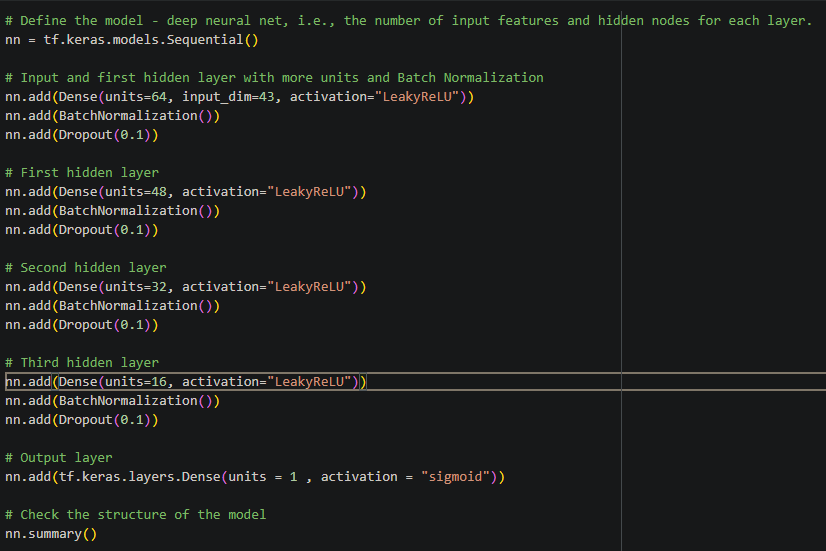 # Define the model - deep neural net, i.e., the number of input features and hidden nodes for each layer.
nn = tf.keras.models.Sequential()
# Input and first hidden layer with more units and Batch Normalization
nn.add(Dense(units=64, input_dim=43, activation="LeakyReLU"))
nn.add(BatchNormalization())
nn.add(Dropout(0.1))
# First hidden layer
nn.add(Dense(units=48, activation="LeakyReLU"))
nn.add(BatchNormalization())
nn.add(Dropout(0.1))
# Second hidden layer
nn.add(Dense(units=32, activation="LeakyReLU"))
nn.add(BatchNormalization())
nn.add(Dropout(0.1))
# Third hidden layer
nn.add(Dense(units=16, activation="LeakyReLU"))
nn.add(BatchNormalization())
nn.add(Dropout(0.1))
# Output layer
nn.add(tf.keras.layers.Dense(units = 1 , activation = "sigmoid"))
# Check the structure of the model
nn.summary()